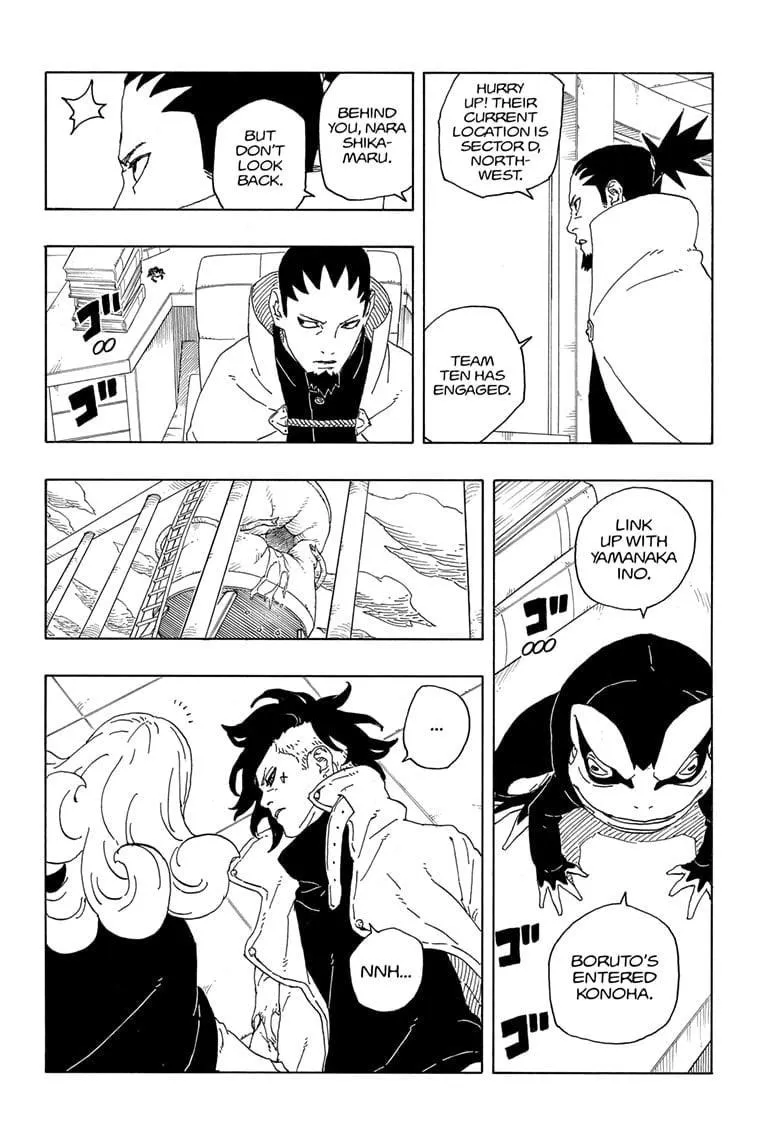 HURRY
UP! THEIR
CURRENT
LOCATION IS
SECTOR D,
NORTH-
WEST.
TEAM
TEN HAS
ENGAGED.
BEHIND
YOU, NARA
SHIKA-
MARU.
BUT
DON'T
LOOK
BACK.
ゴ
ゴ
LINK
UP WITH
YAMANAKA
INO.
ゴ
BORUTO'S
ENTERED
KONOHA.
ゴ
ゴ
...
NNH...